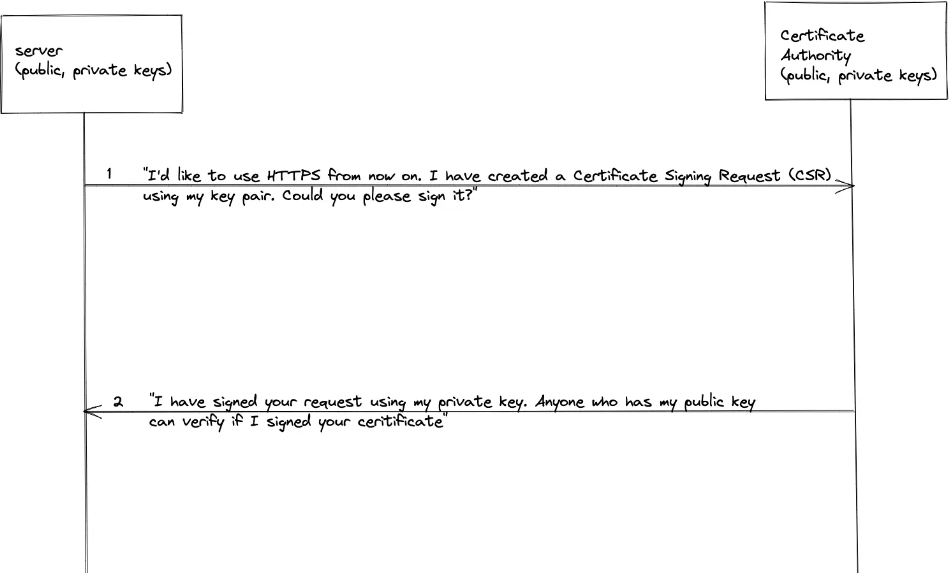 server
(public, private keys)
Certificate
Authority
(public, private keys)
1 "I'd like to use HTTPS from now on. I have created a Certificate Signing Request (CSR)
using my key pair. Could you please sign it?"
2 "I have signed your request using my private key. Anyone who has my public key
can verify if I signed your ceritificate"